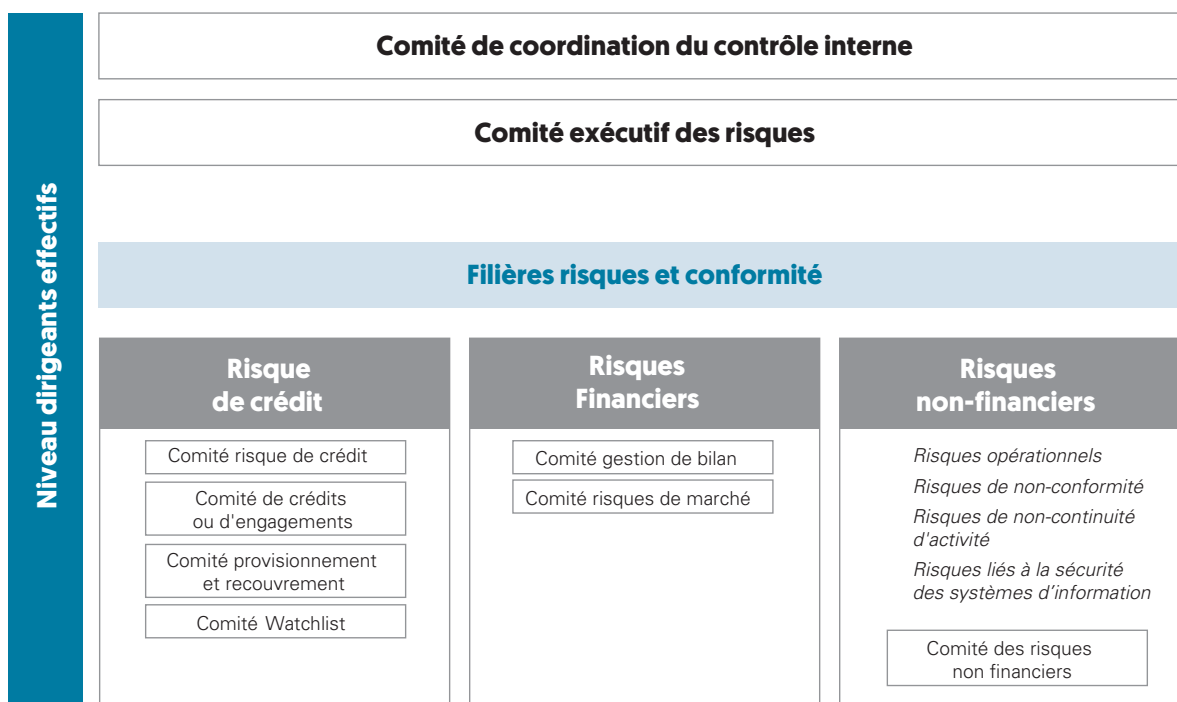 Niveau dirigeants effectifs
Comité de coordination du contrôle interne
Comité exécutif des risques
Filières risques et conformité
Risque
de crédit
Comité risque de crédit
Comité de crédits
ou d'engagements
Comité provisionnement
et recouvrement
Comité Watchlist
Risques
Financiers
Comité gestion de bilan
Comité risques de marché
Risques
non-financiers
Risques opérationnels
Risques de non-conformité
Risques de non-continuité
d'activité
Risques liés à la sécurité
des systèmes d’information
Comité des risques
non financiers